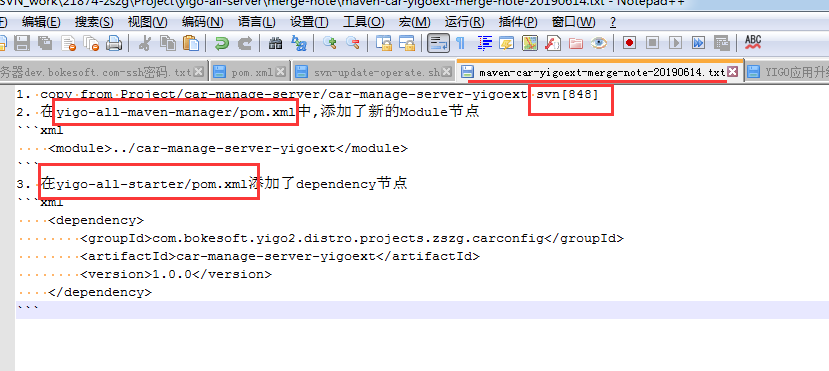 SVN_work\21874-zszg\Project\yigo-all-server\merge-note\maven-car-yigoext-merge-note-20190614.txt - Notepad++
编辑(E) 搜索(S) 视图(V) 编码(N) 语言(L) 设置(T) 工具(O) 宏(M) 运行(R) 插件(P) 窗口(W) ?
务器dev.bokesoft.com-ssh密码.txt pom.xml svn-update-operate.sh maven-car-yigoext-merge-note-20190614.txt YIGO应用升级
1. copy from Project/car-manage-server/car-manage-server-yigoext svn[848]
2. 在yigo-all-maven-manager/pom.xml中,添加了新的Module节点
```xml
<module>../car-manage-server-yigoext</module>
```
3. 在yigo-all-starter/pom.xml添加了dependency节点
```xml
<dependency>
<groupId>com.bokesoft.yigo2.distro.projects.zszg.carconfig</groupId>
<artifactId>car-manage-server-yigoext</artifactId>
<version>1.0.0</version>
</dependency>
```